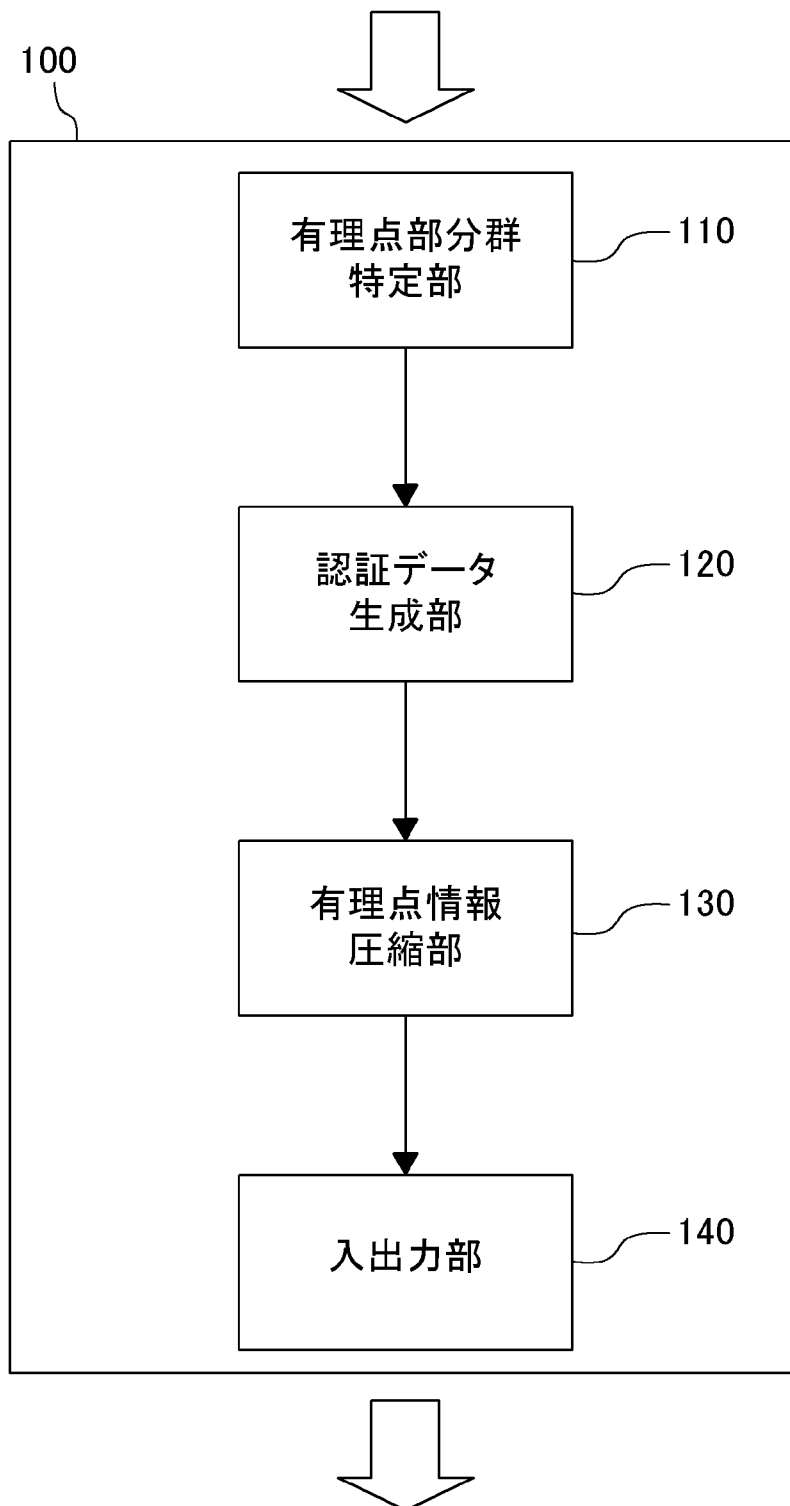 100
有理点部分群
特定部
110
認証データ
生成部
120
有理点情報
圧縮部
130
入出力部
140